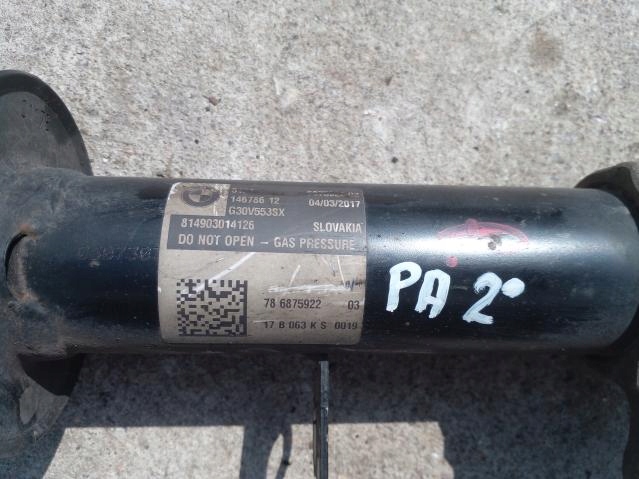 146786 12
04/03/2017
G30V553SX
814903014126 SLOVAKIA
DO NOT OPEN - GAS PRESSURE
78 6875922 03
17 B 063 K S 0019
PA 2°